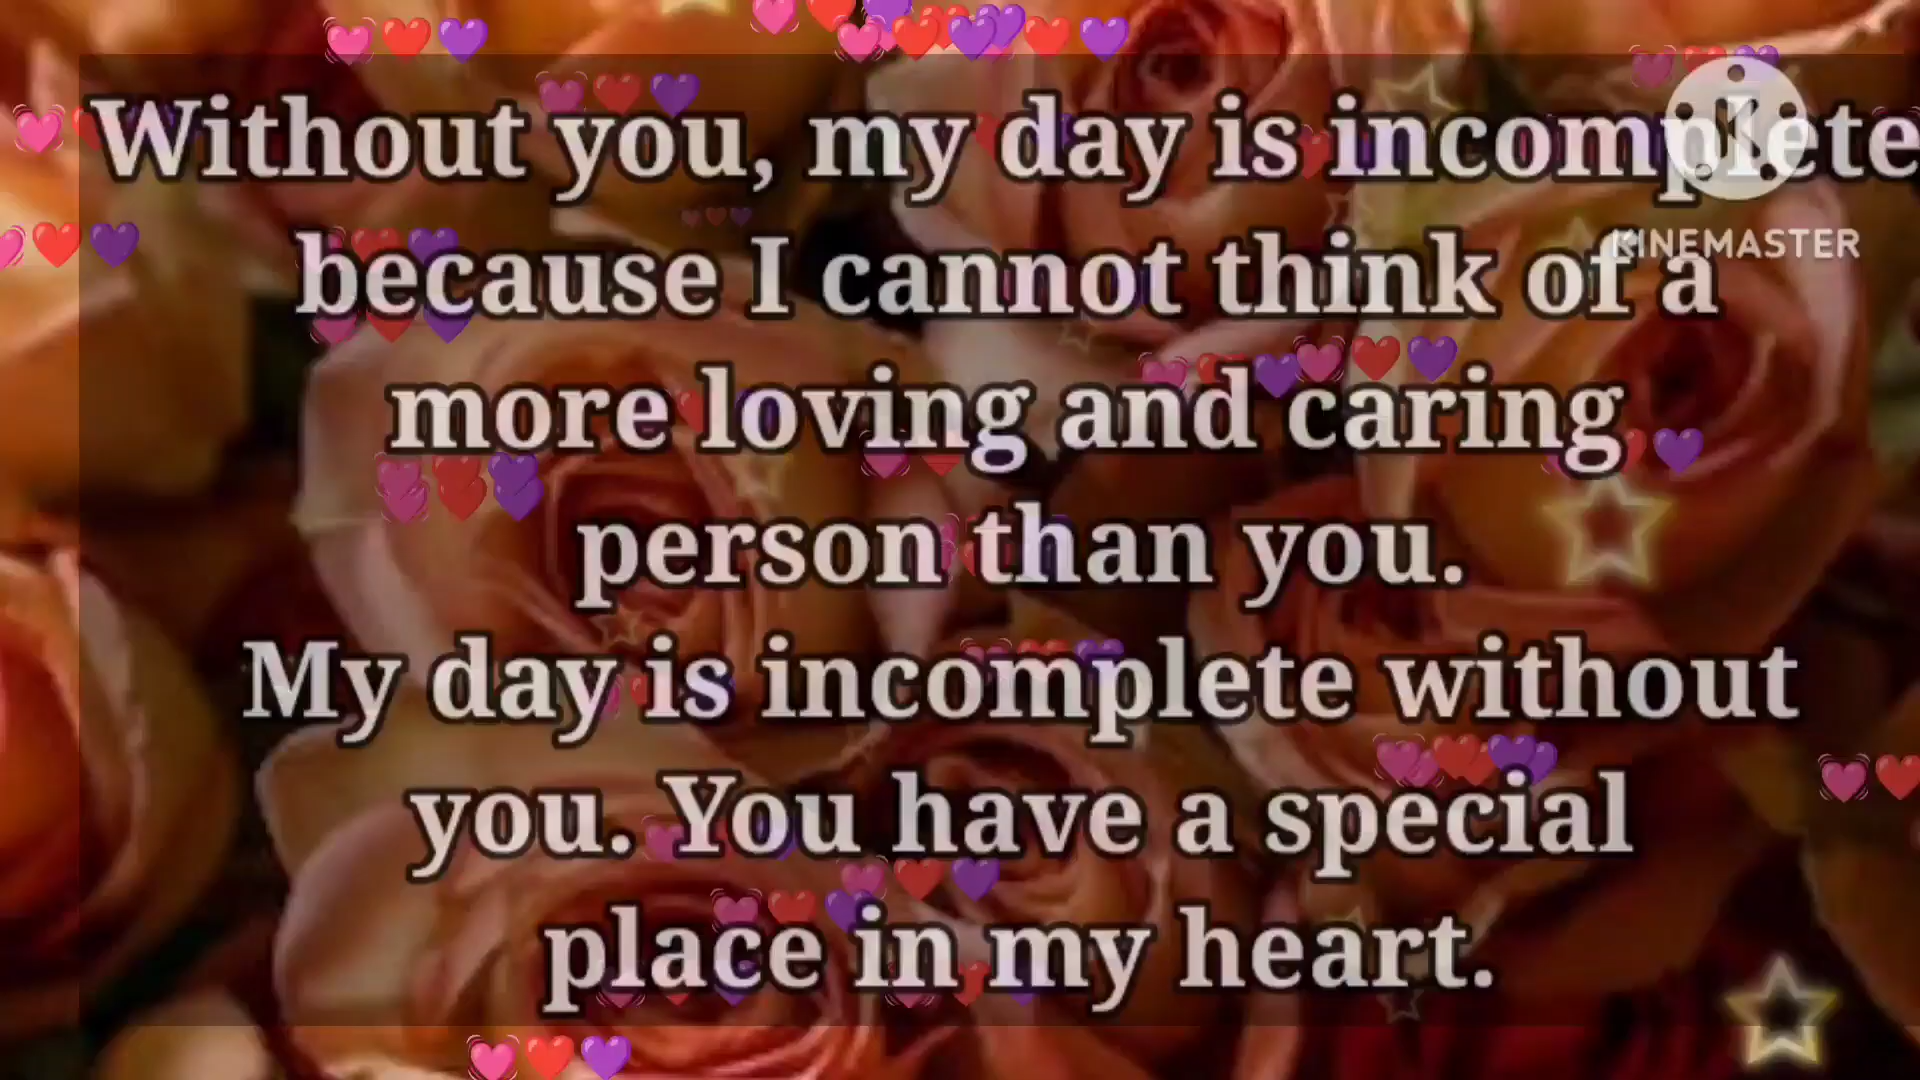 Without you, my day is incomplete
because I cannot think of a
more loving and caring
person than you.
My day is incomplete without
you. You have a special
place in my heart.
KINEMASTER